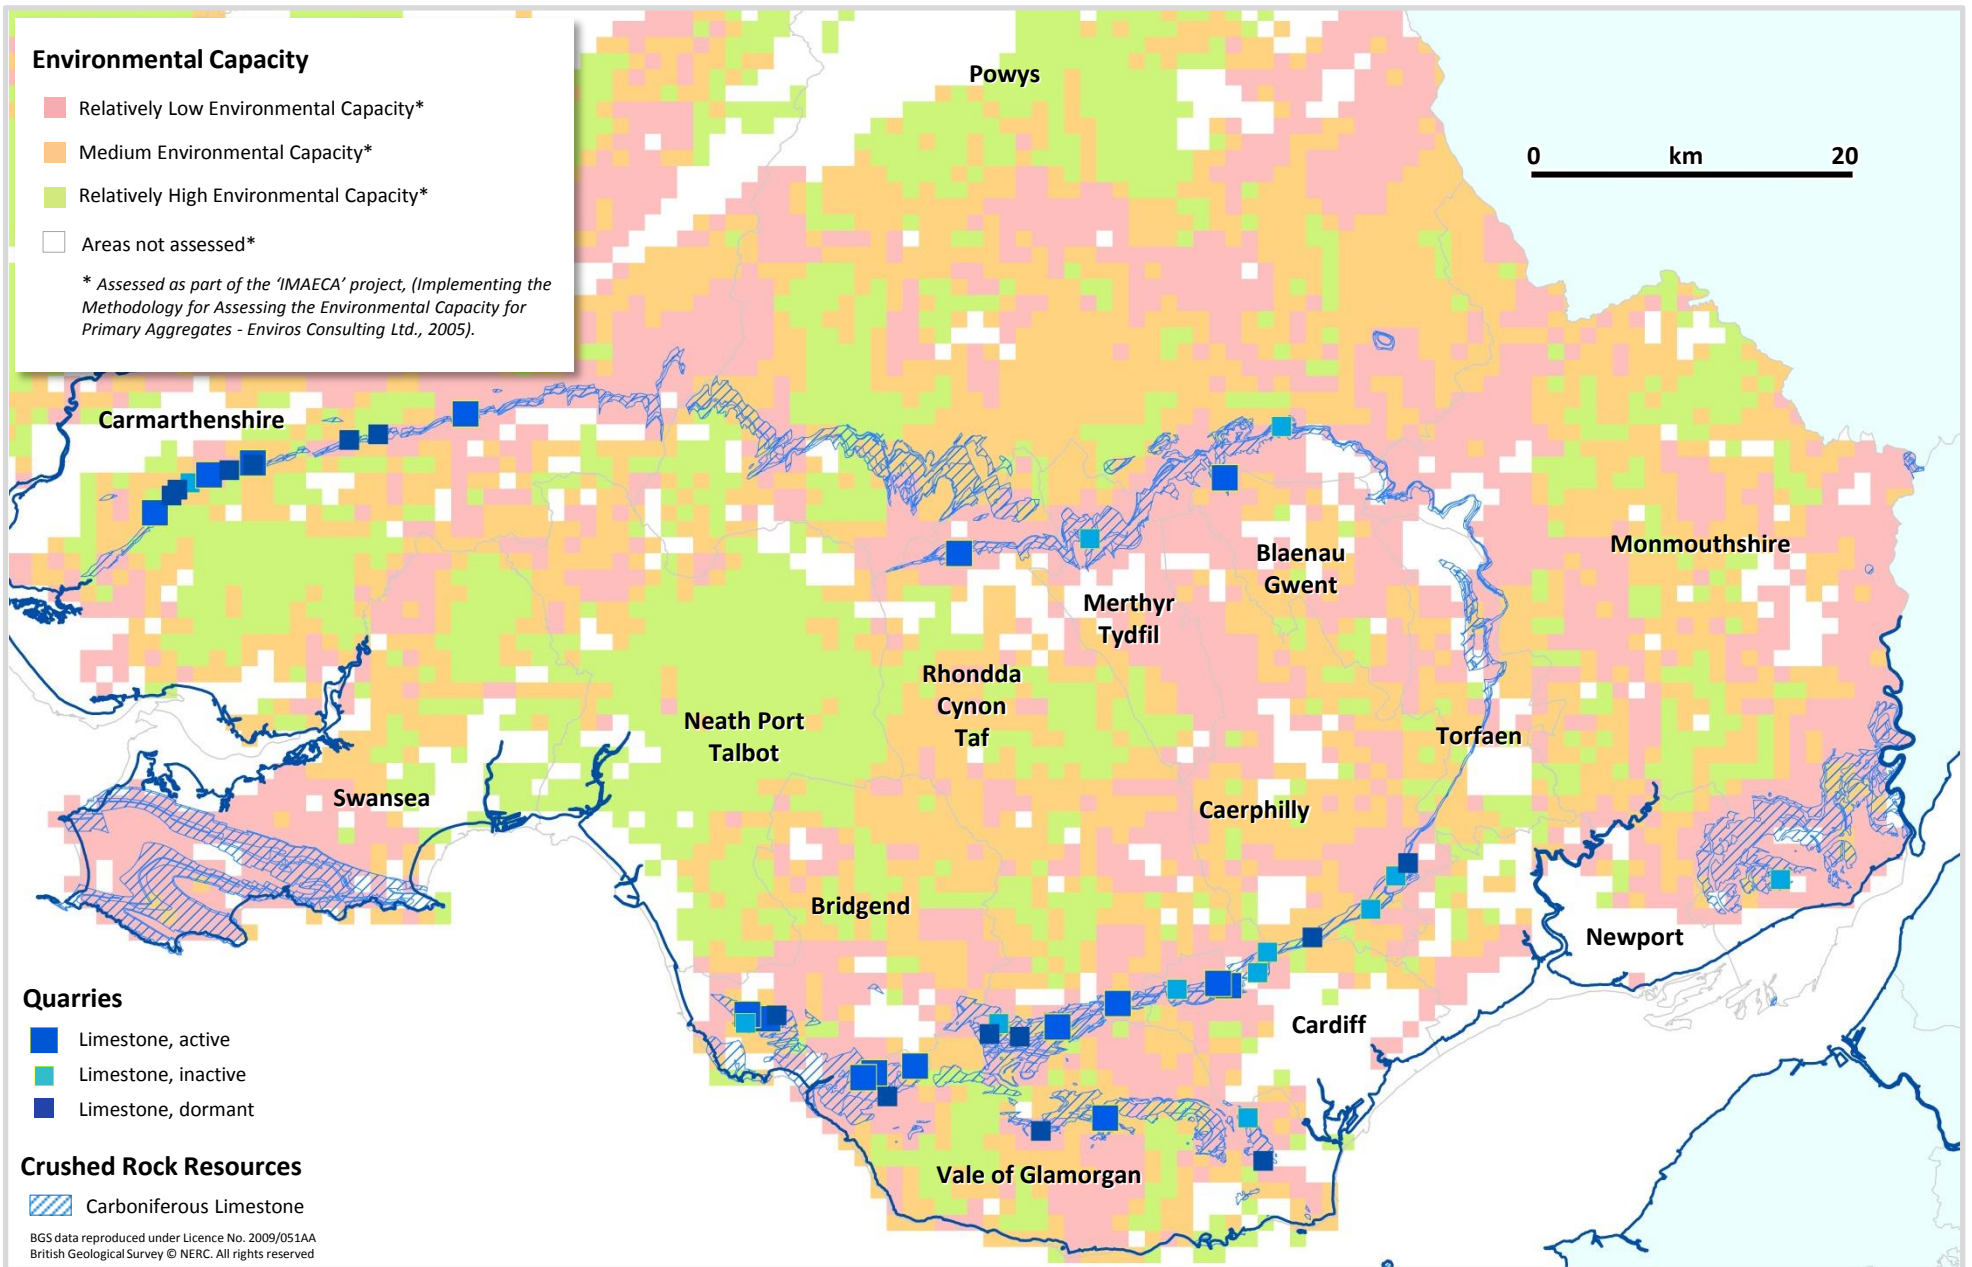 Environmental Capacity
Relatively Low Environmental Capacity*
Medium Environmental Capacity*
Relatively High Environmental Capacity*
Areas not assessed*
* Assessed as part of the ‘IMAECA’ project, (Implementing the
Methodology for Assessing the Environmental Capacity for
Primary Aggregates - Enviros Consulting Ltd., 2005).
Powys
0 km 20
Carmarthenshire
Monmouthshire
Blaenau
Gwent
Merthyr
Tydfil
Rhondda
Cynon
Taf
Neath Port
Talbot
Torfaen
Swansea
Caerphilly
Bridgend
Newport
Cardiff
Vale of Glamorgan
Quarries
Limestone, active
Limestone, inactive
Limestone, dormant
Crushed Rock Resources
Carboniferous Limestone
BGS data reproduced under Licence No. 2009/051AA
British Geological Survey © NERC. All rights reserved